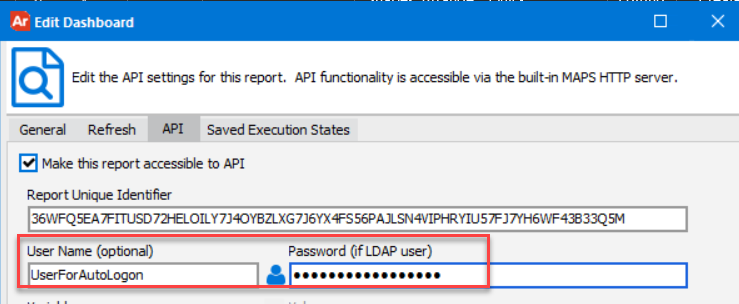 Ar Edit Dashboard
Edit the API settings for this report. API functionality is accessible via the built-in MAPS HTTP server.
General Refresh API Saved Execution States
Make this report accessible to API
Report Unique Identifier
36WFQ5EA7FITUSD72HELOILY7J4OYBZLXG7J6YX4FS56PAJLSN4VIPHRYIU57FJ7YH6WF43B33Q5M
User Name (optional) Password (if LDAP user)
UserForAutoLogon •••••••••••••••••